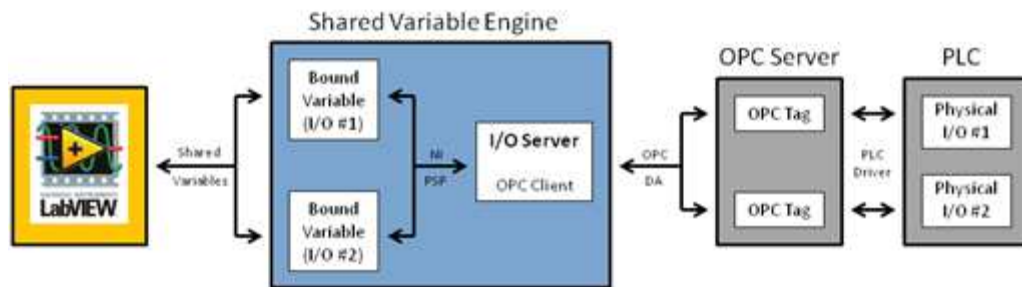 Shared Variable Engine
OPC Server
PLC
Bound
Variable
(I/O #1)
OPC Tag
Physical
I/O #1
LabVIEW
Shared
Variables
NI
PSP
I/O Server
OPC Client
OPC
DA
PLC
Driver
Bound
Variable
(I/O #2)
OPC Tag
Physical
I/O #2